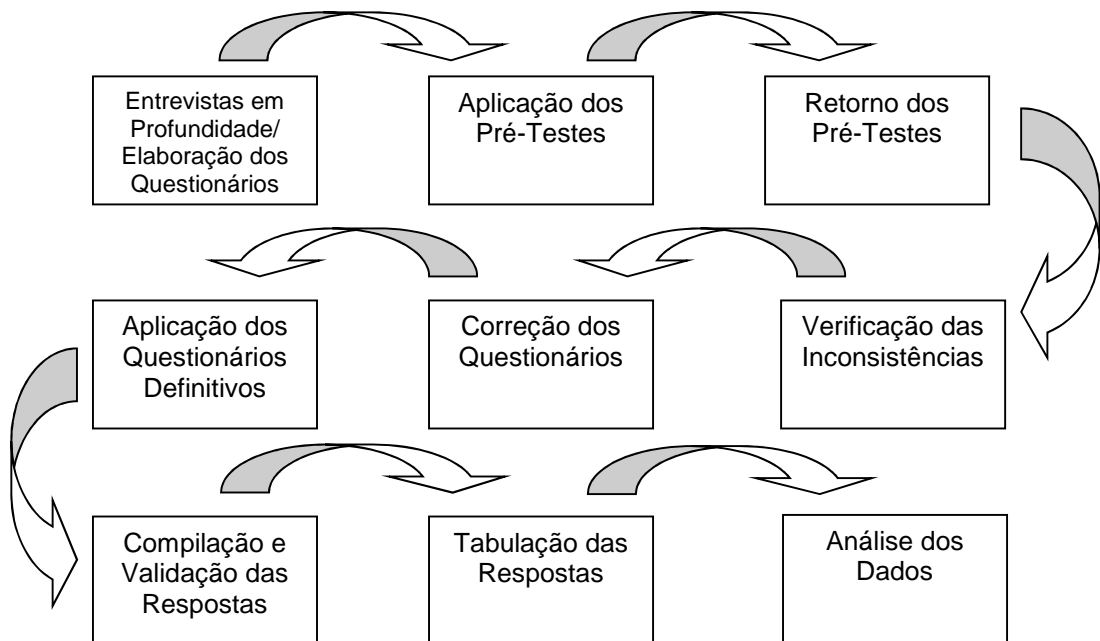 Entrevistas em
Profundidade/
Elaboração dos
Questionários
Aplicação dos
Pré-Testes
Retorno dos
Pré-Testes
Aplicação dos
Questionários
Definitivos
Correção dos
Questionários
Verificação das
Inconsistências
Compilação e
Validação das
Respostas
Tabulação das
Respostas
Análise dos
Dados